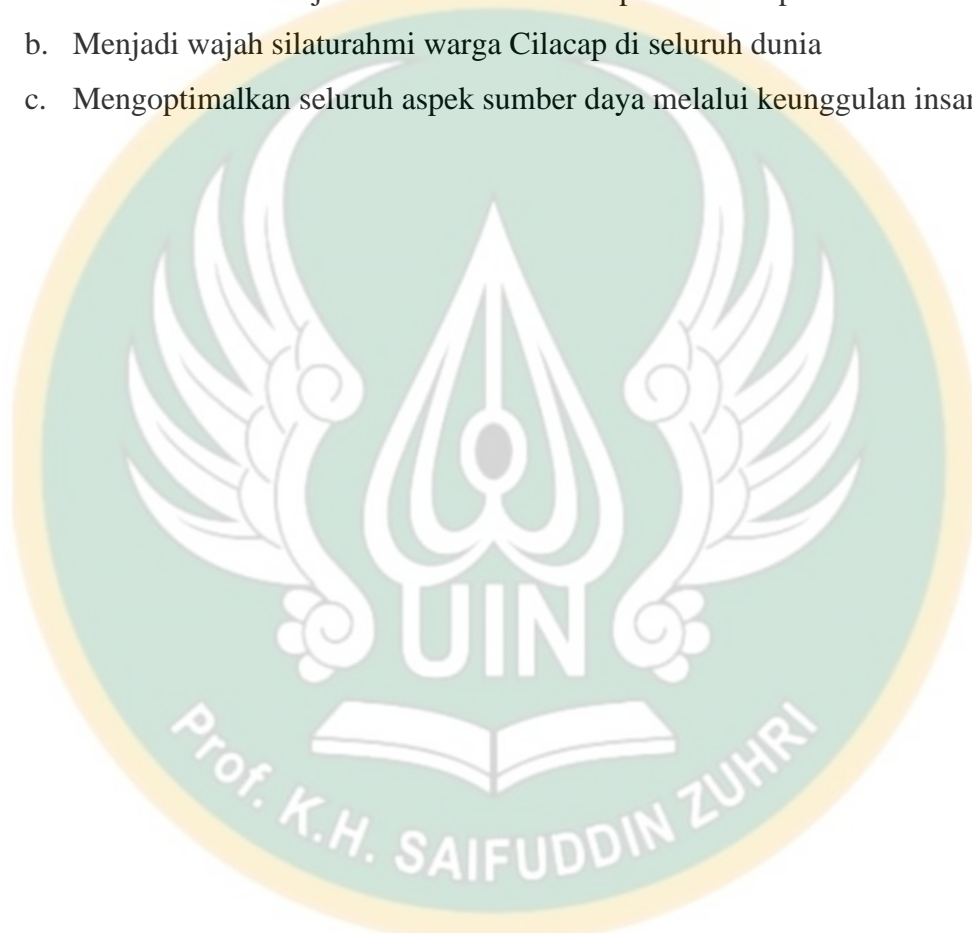 b. Menjadi wajah silaturahmi warga Cilacap di seluruh dunia
c. Mengoptimalkan seluruh aspek sumber daya melalui keunggulan
UIN
Prof. K.H. SAIFUDDIN ZUHRI